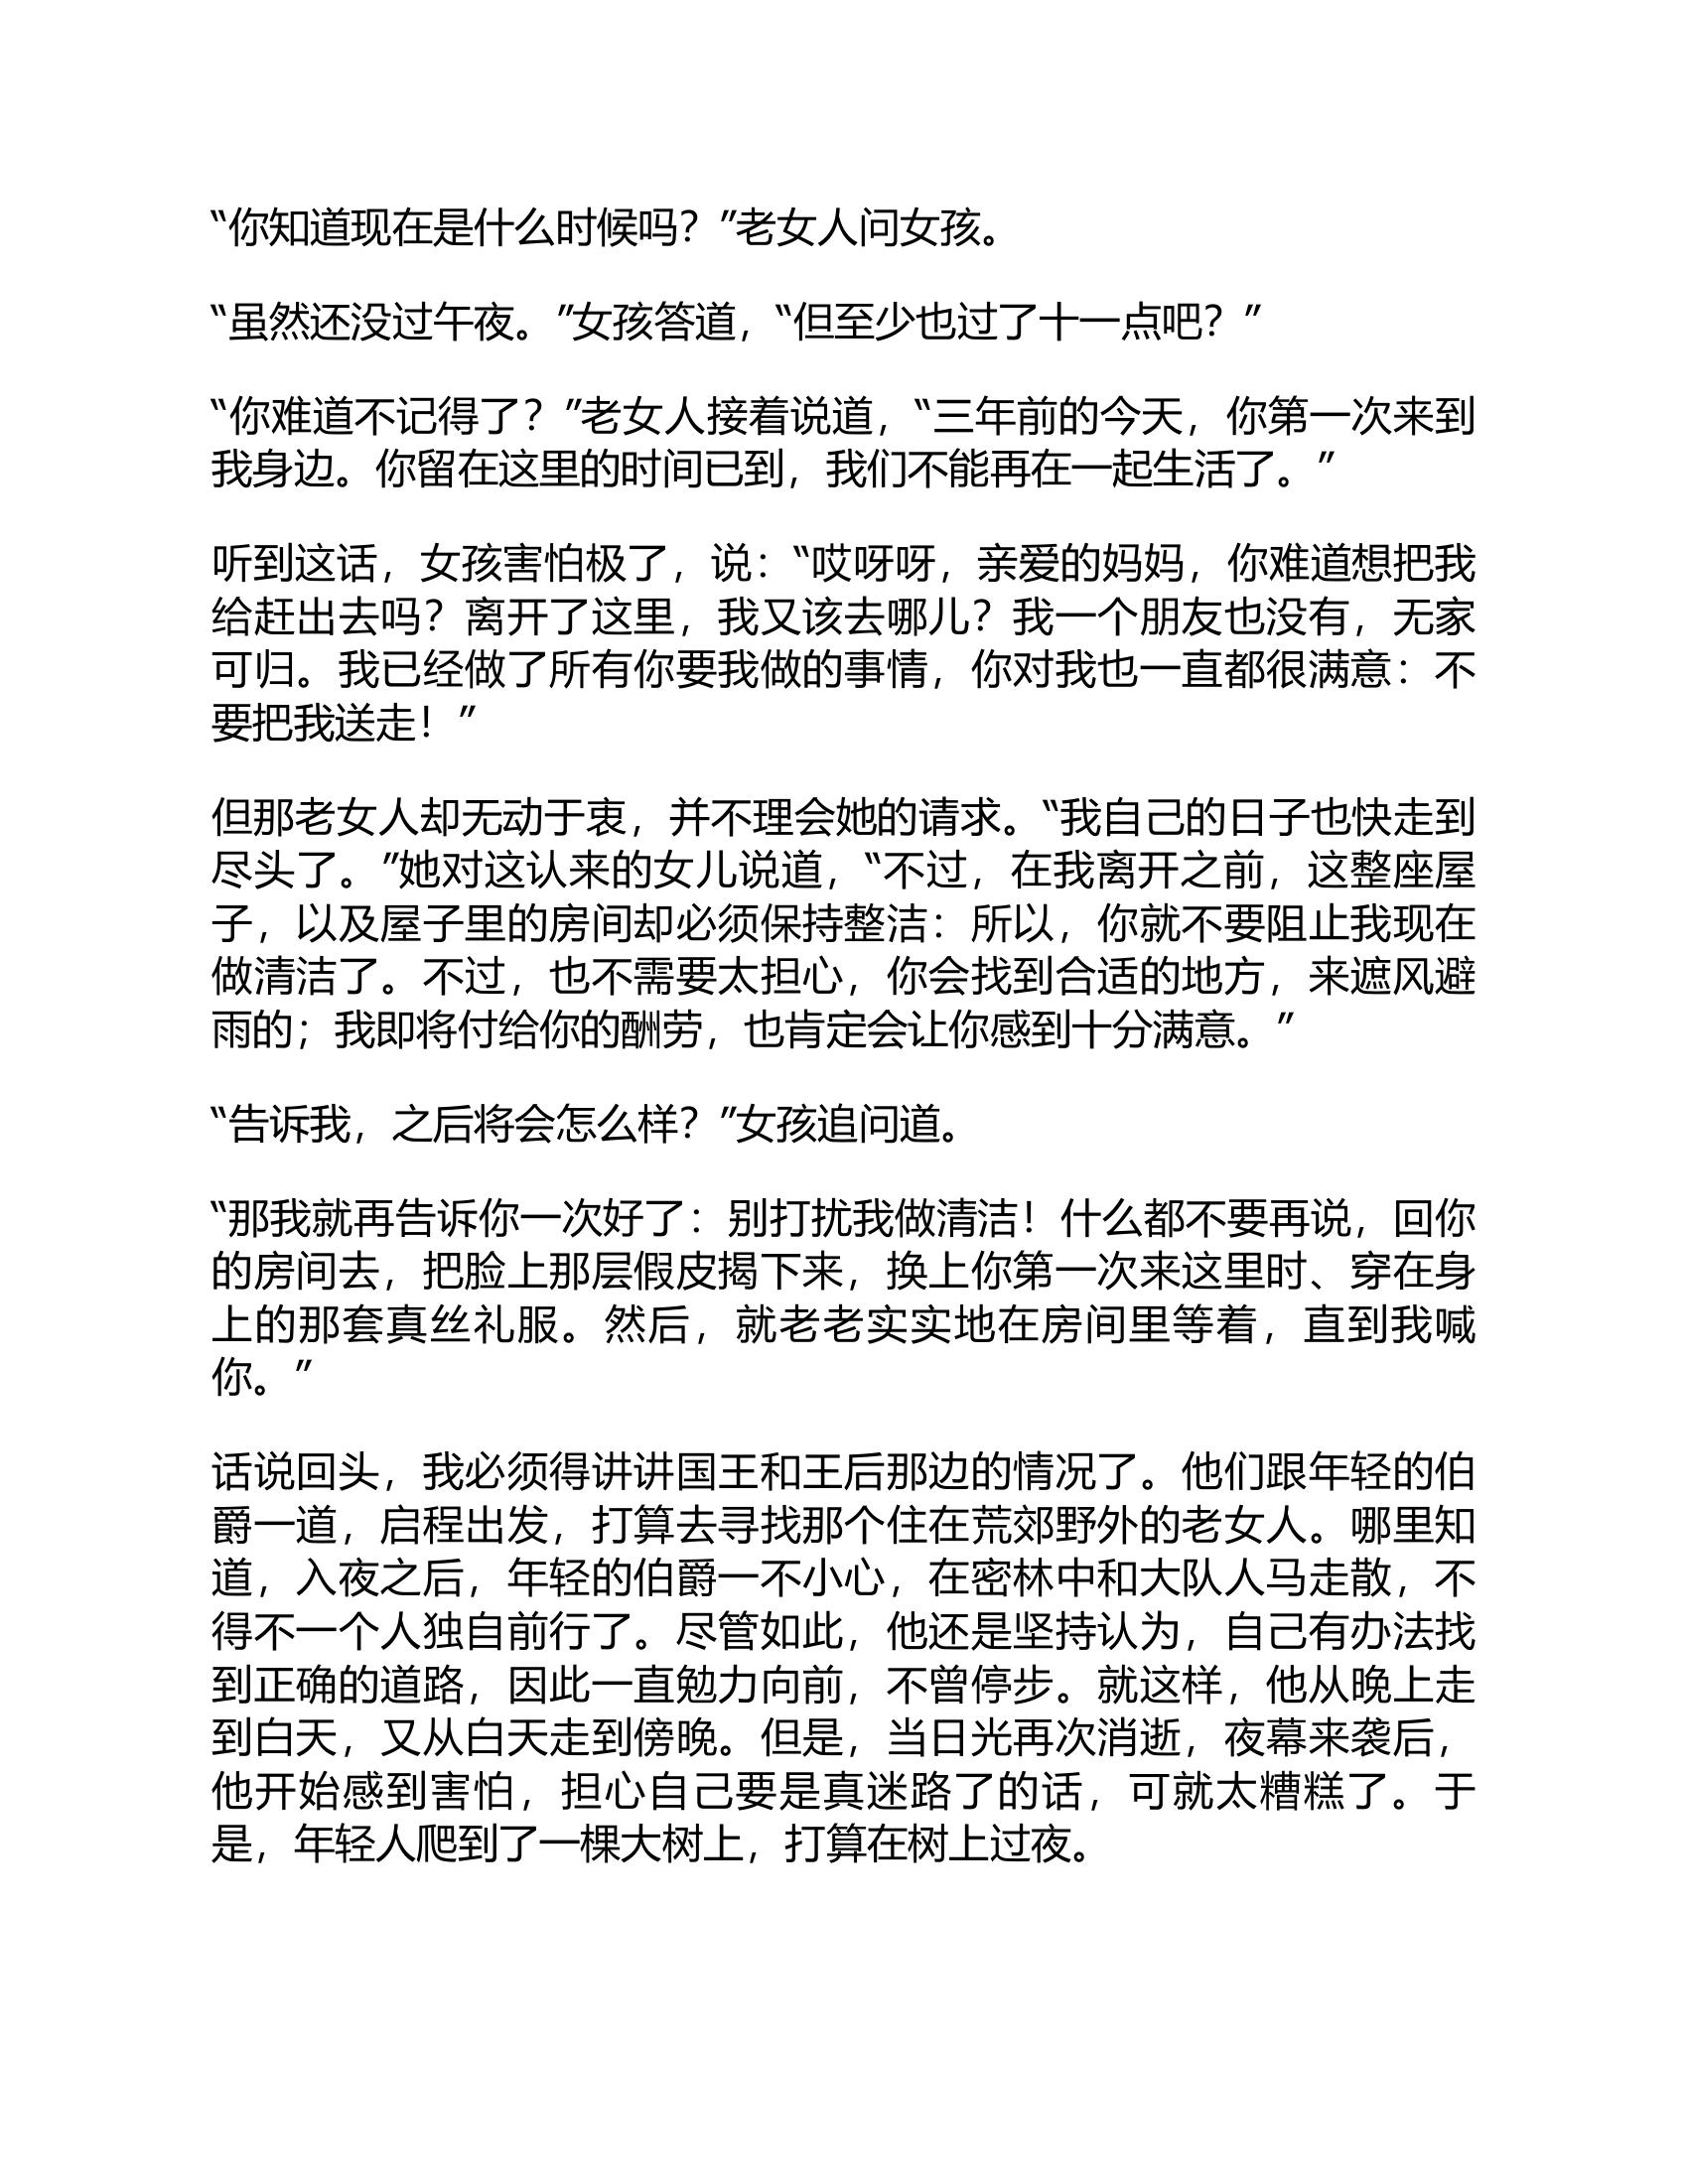 “你知道现在是什么时候吗？”老女人问女孩。
“虽然还没过午夜。”女孩答道，“但至少也过了十一点吧？”
“你难道不记得了？”老女人接着说道，“三年前的今天，你第一次来到
我身边。你留在这里的时间已到，我们不能再在一起生活了。”
听到这话，女孩害怕极了，说：“哎呀呀，亲爱的妈妈，你难道想把我
给赶出去吗？离开了这里，我又该去哪儿？我一个朋友也没有，无家
可归。我已经做了所有你要我做的事情，你对我也一直都很满意：不
要把我送走！”
但那老女人却无动于衷，并不理会她的请求。“我自己的日子也快走到
尽头了。”她对这认来的女儿说道，“不过，在我离开之前，这整座屋
子，以及屋子里的房间却必须保持整洁：所以，你就不要阻止我现在
做清洁了。不过，也不需要太担心，你会找到合适的地方，来遮风避
雨的；我即将付给你的酬劳，也肯定会让你感到十分满意。”
“告诉我，之后将会怎么样？”女孩追问道。
“那我就再告诉你一次好了：别打扰我做清洁！什么都不要再说，回你
的房间去，把脸上那层假皮揭下来，换上你第一次来这里时、穿在身
上的那套真丝礼服。然后，就老老实实地在房间里等着，直到我喊
你。”
话说回头，我必须得讲讲国王和王后那边的情况了。他们跟年轻的伯
爵一道，启程出发，打算去寻找那个住在荒郊野外的老女人。哪里知
道，入夜之后，年轻的伯爵一不小心，在密林中和大队人马走散，不
得不一个人独自前行了。尽管如此，他还是坚持认为，自己有办法找
到正确的道路，因此一直勉力向前，不曾停步。就这样，他从晚上走
到白天，又从白天走到傍晚。但是，当日光再次消逝，夜幕来袭后，
他开始感到害怕，担心自己要是真迷路了的话，可就太糟糕了。于
是，年轻人爬到了一棵大树上，打算在树上过夜。